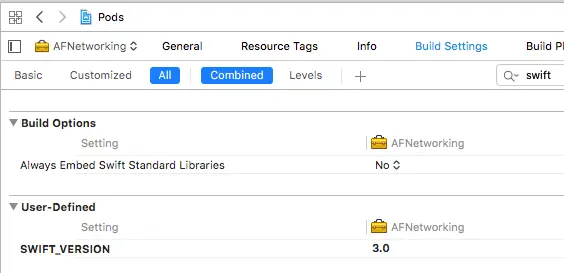 Pods
AFNetworking General Resource Tags Info Build Settings Build P
Basic Customized All Combined Levels + swift
Build Options
Setting AFNetworking
Always Embed Swift Standard Libraries No
User-Defined
Setting AFNetworking
SWIFT_VERSION 3.0